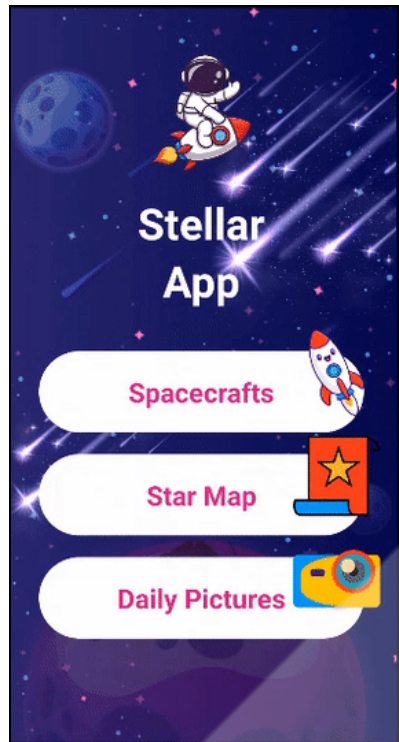 Stellar
App
Spacecrafts
Star Map
Daily Pictures